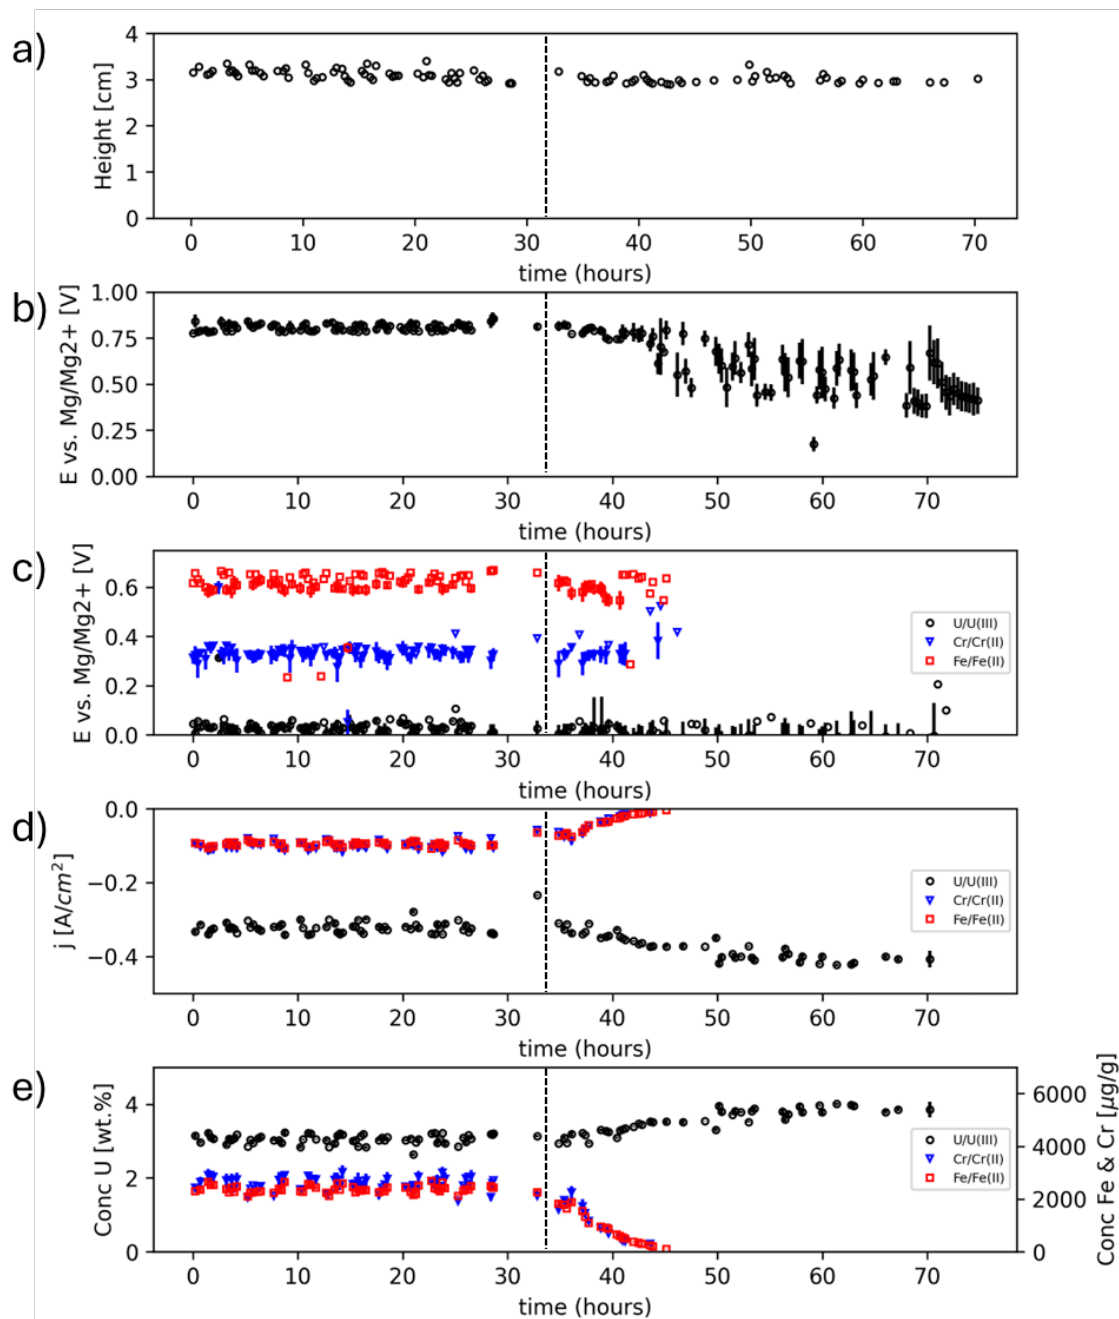 a)
Height [cm]
4
3
2
1
0
0 10 20 30 40 50 60 70
time (hours)
b)
E vs. Mg/Mg2+ [V]
1.00
0.75
0.50
0.25
0.00
0 10 20 30 40 50 60 70
time (hours)
c)
E vs. Mg/Mg2+ [V]
0.6
0.4
0.2
0.0
U/U(III)
Cr/Cr(II)
Fe/Fe(II)
0 10 20 30 40 50 60 70
time (hours)
d)
j [A/cm²]
0.0
−0.2
−0.4
U/U(III)
Cr/Cr(II)
Fe/Fe(II)
0 10 20 30 40 50 60 70
time (hours)
e)
Conc U [wt.%]
4
2
0
6000
4000
2000
0
Conc Fe & Cr [µg/g]
U/U(III)
Cr/Cr(II)
Fe/Fe(II)
0 10 20 30 40 50 60 70
time (hours)